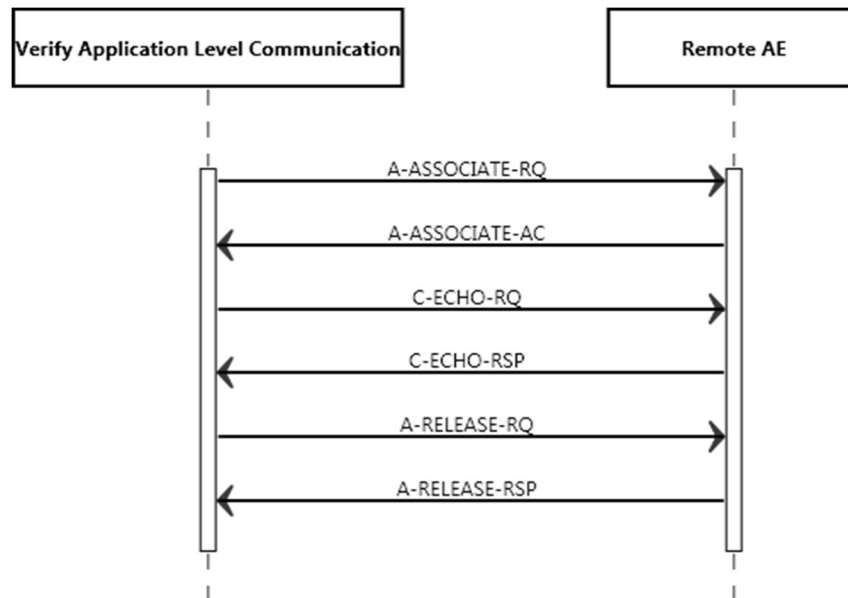 Verify Application Level Communication
Remote AE
A-ASSOCIATE-RQ
A-ASSOCIATE-AC
C-ECHO-RQ
C-ECHO-RSP
A-RELEASE-RQ
A-RELEASE-RSP